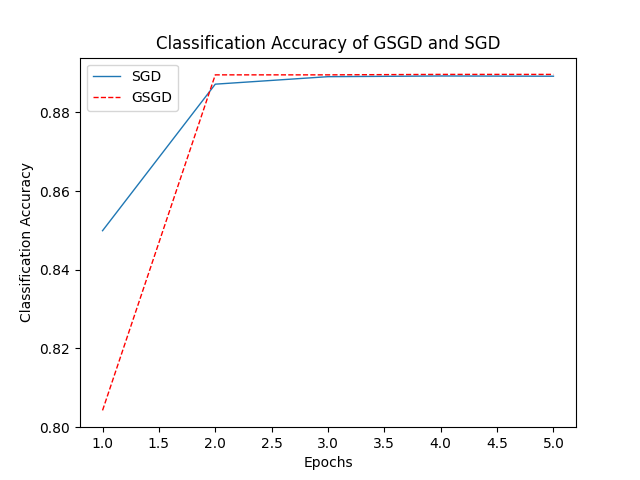 Classification Accuracy of GSGD and SGD
SGD
GSGD
Classification Accuracy
0.88
0.86
0.84
0.82
0.80
1.0 1.5 2.0 2.5 3.0 3.5 4.0 4.5 5.0
Epochs